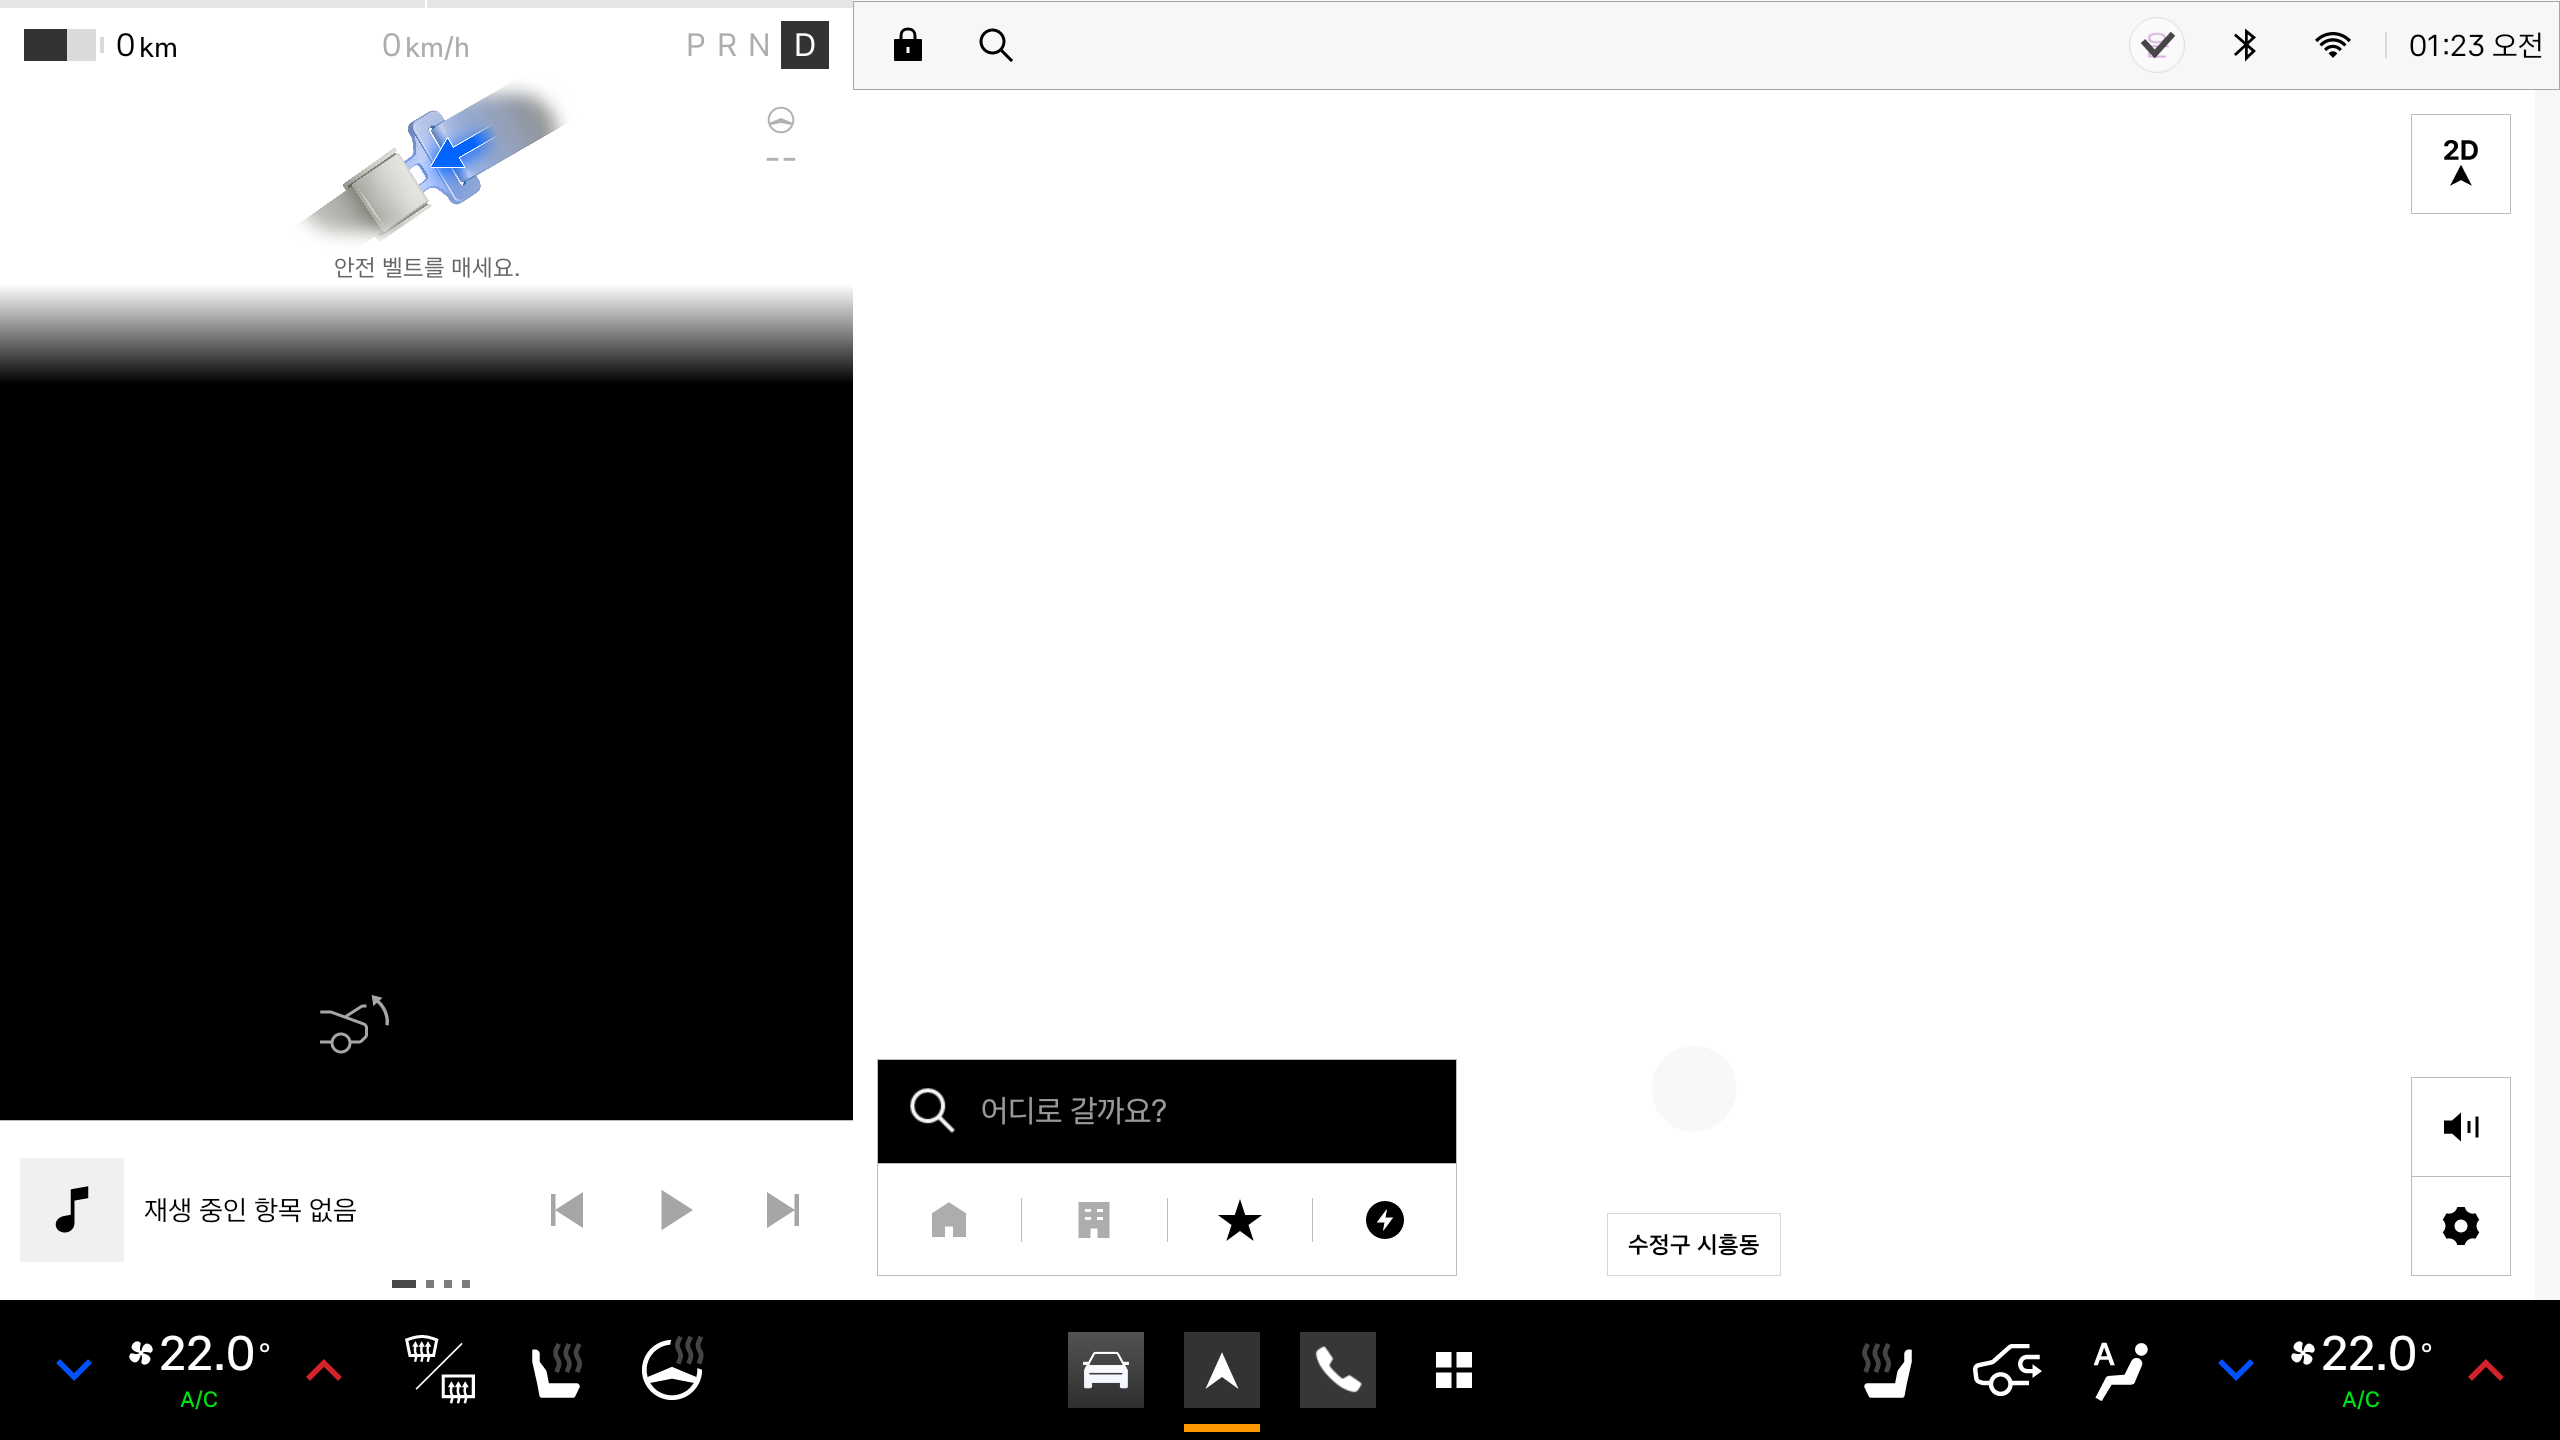 0 km
0 km/h
P R N D
01:23 오전
2D
--
안전 벨트를 매세요.
어디로 갈까요?
재생 중인 항목 없음
수정구 시흥동
22.0°
A/C
A
22.0°
A/C